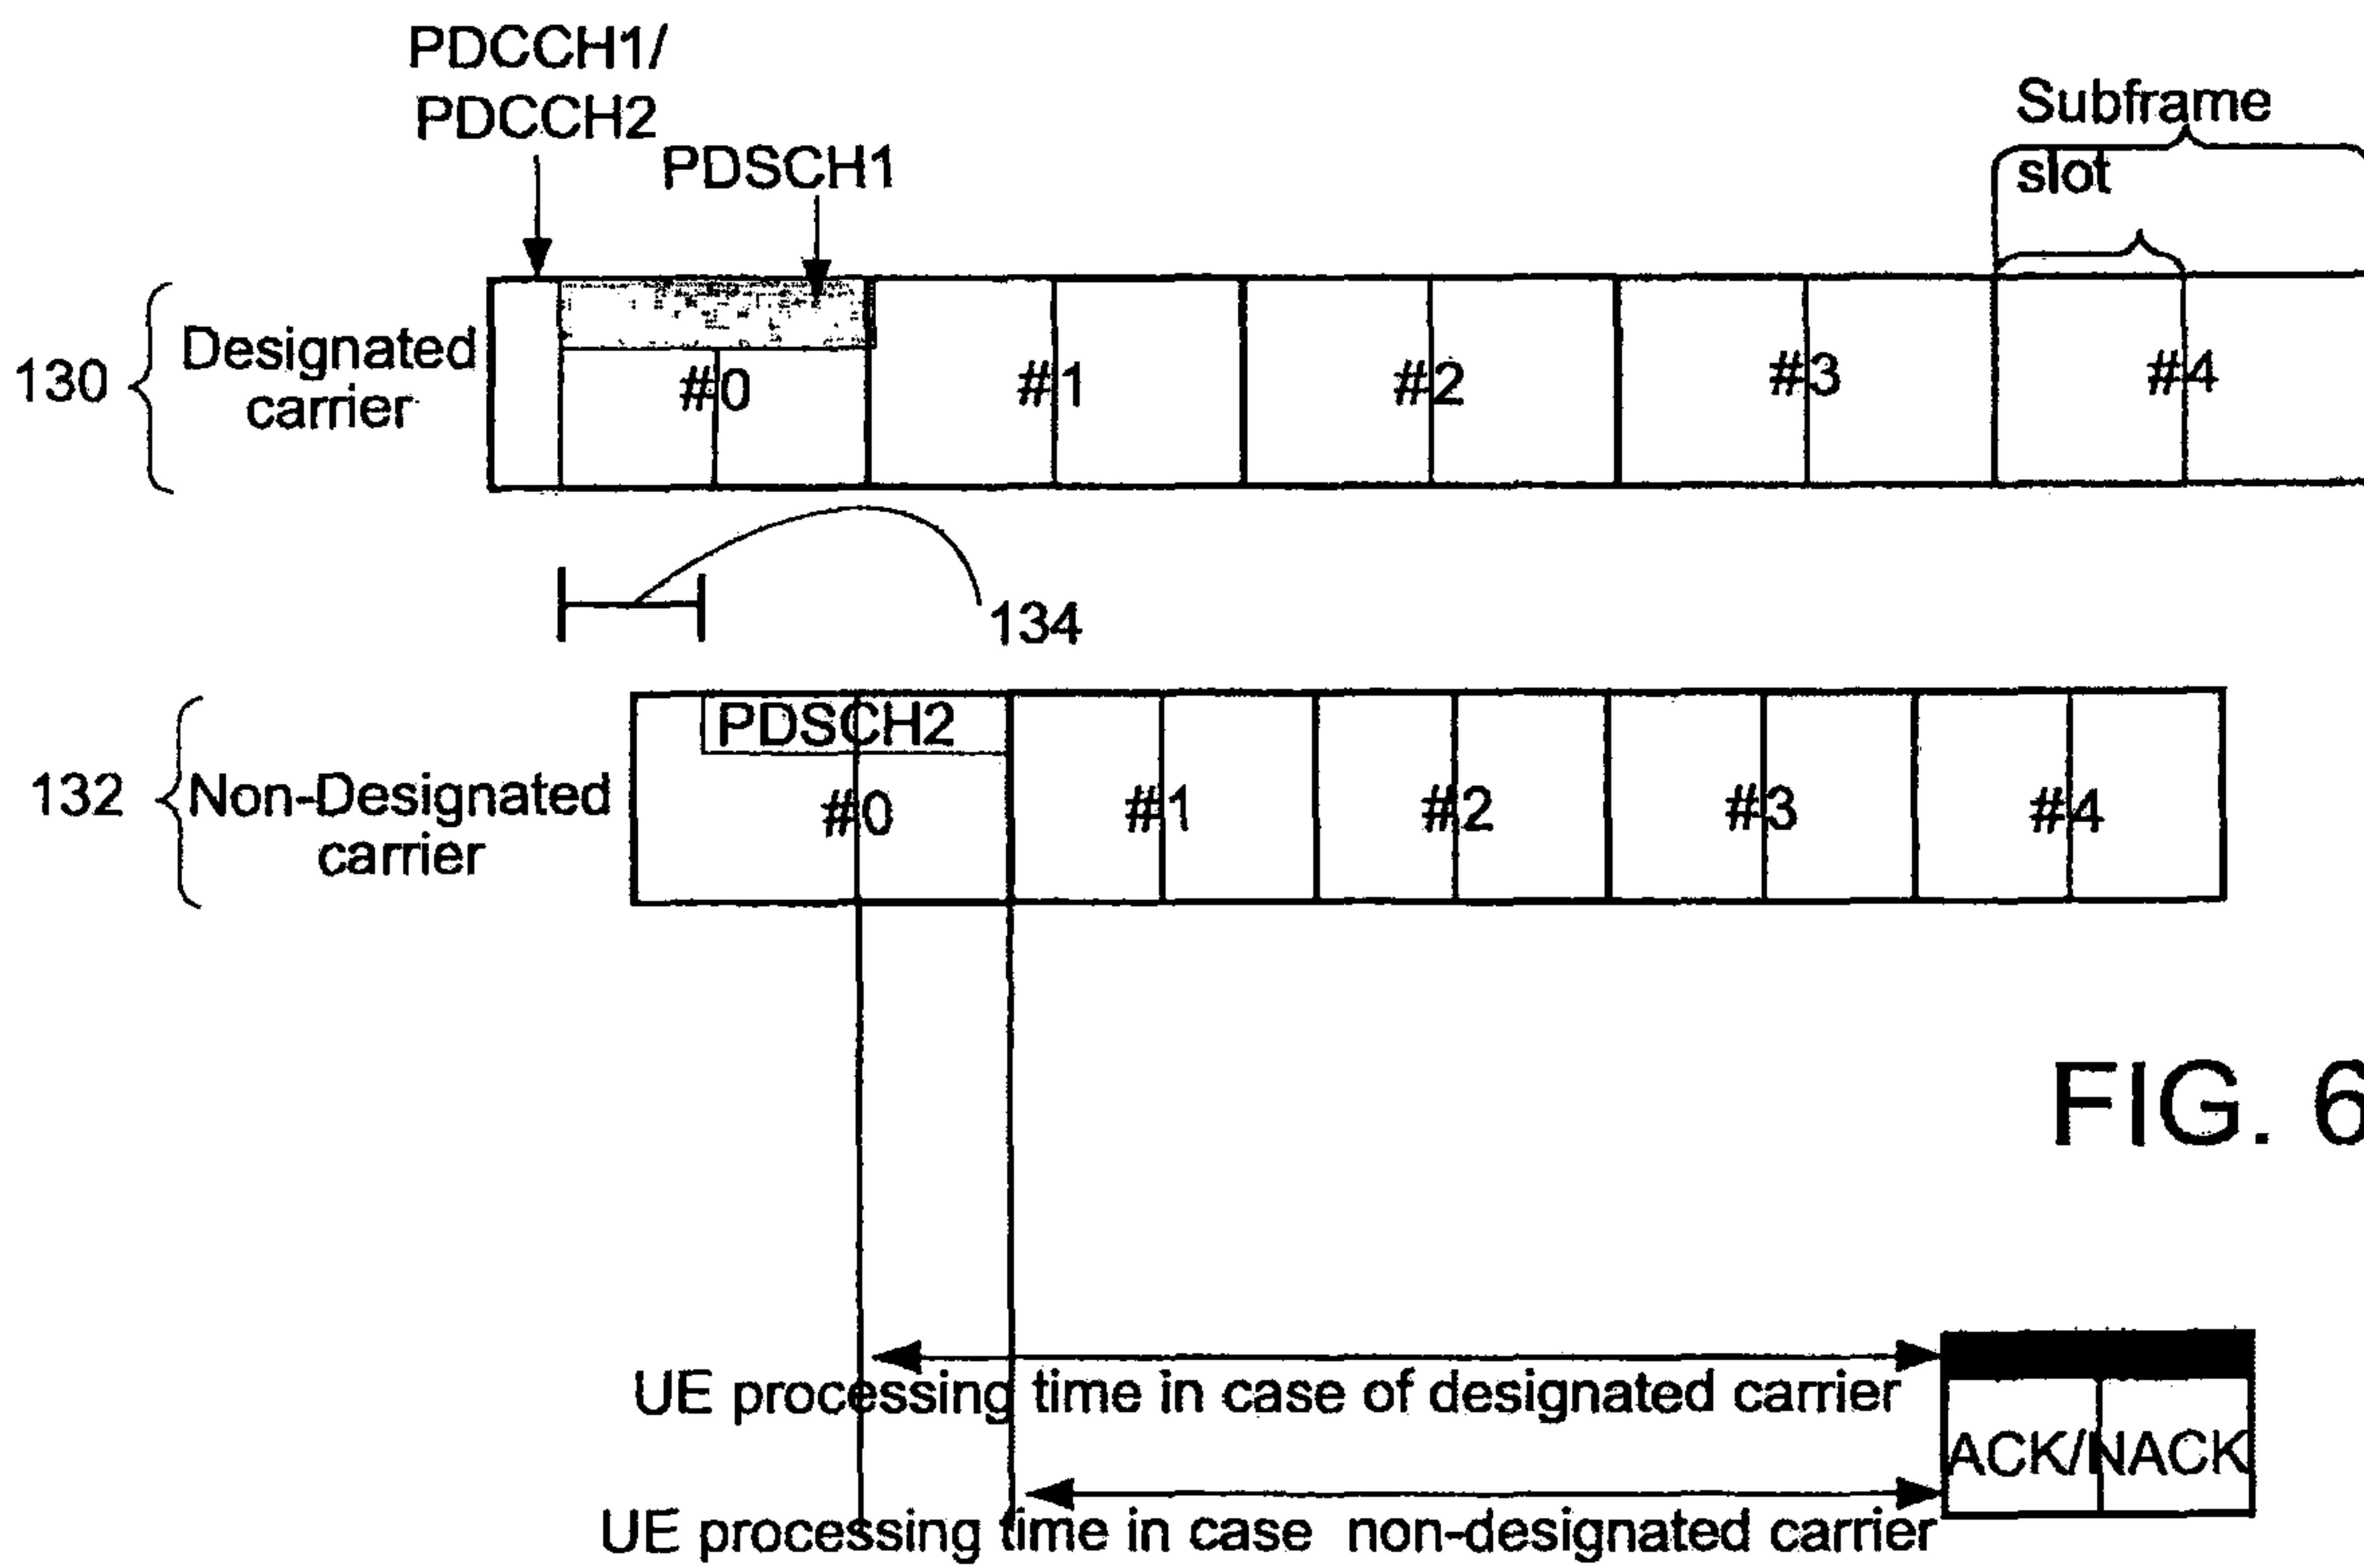 PDCCH1/
PDCCH2
PDSCH1
Subframe
slot
130
Designated
carrier
#0
#1
#2
#3
#4
134
132
Non-Designated
carrier
PDSCH2
#0
#1
#2
#3
#4
FIG. 6
UE processing time in case of designated carrier
ACK/NACK
UE processing time in case non-designated carrier